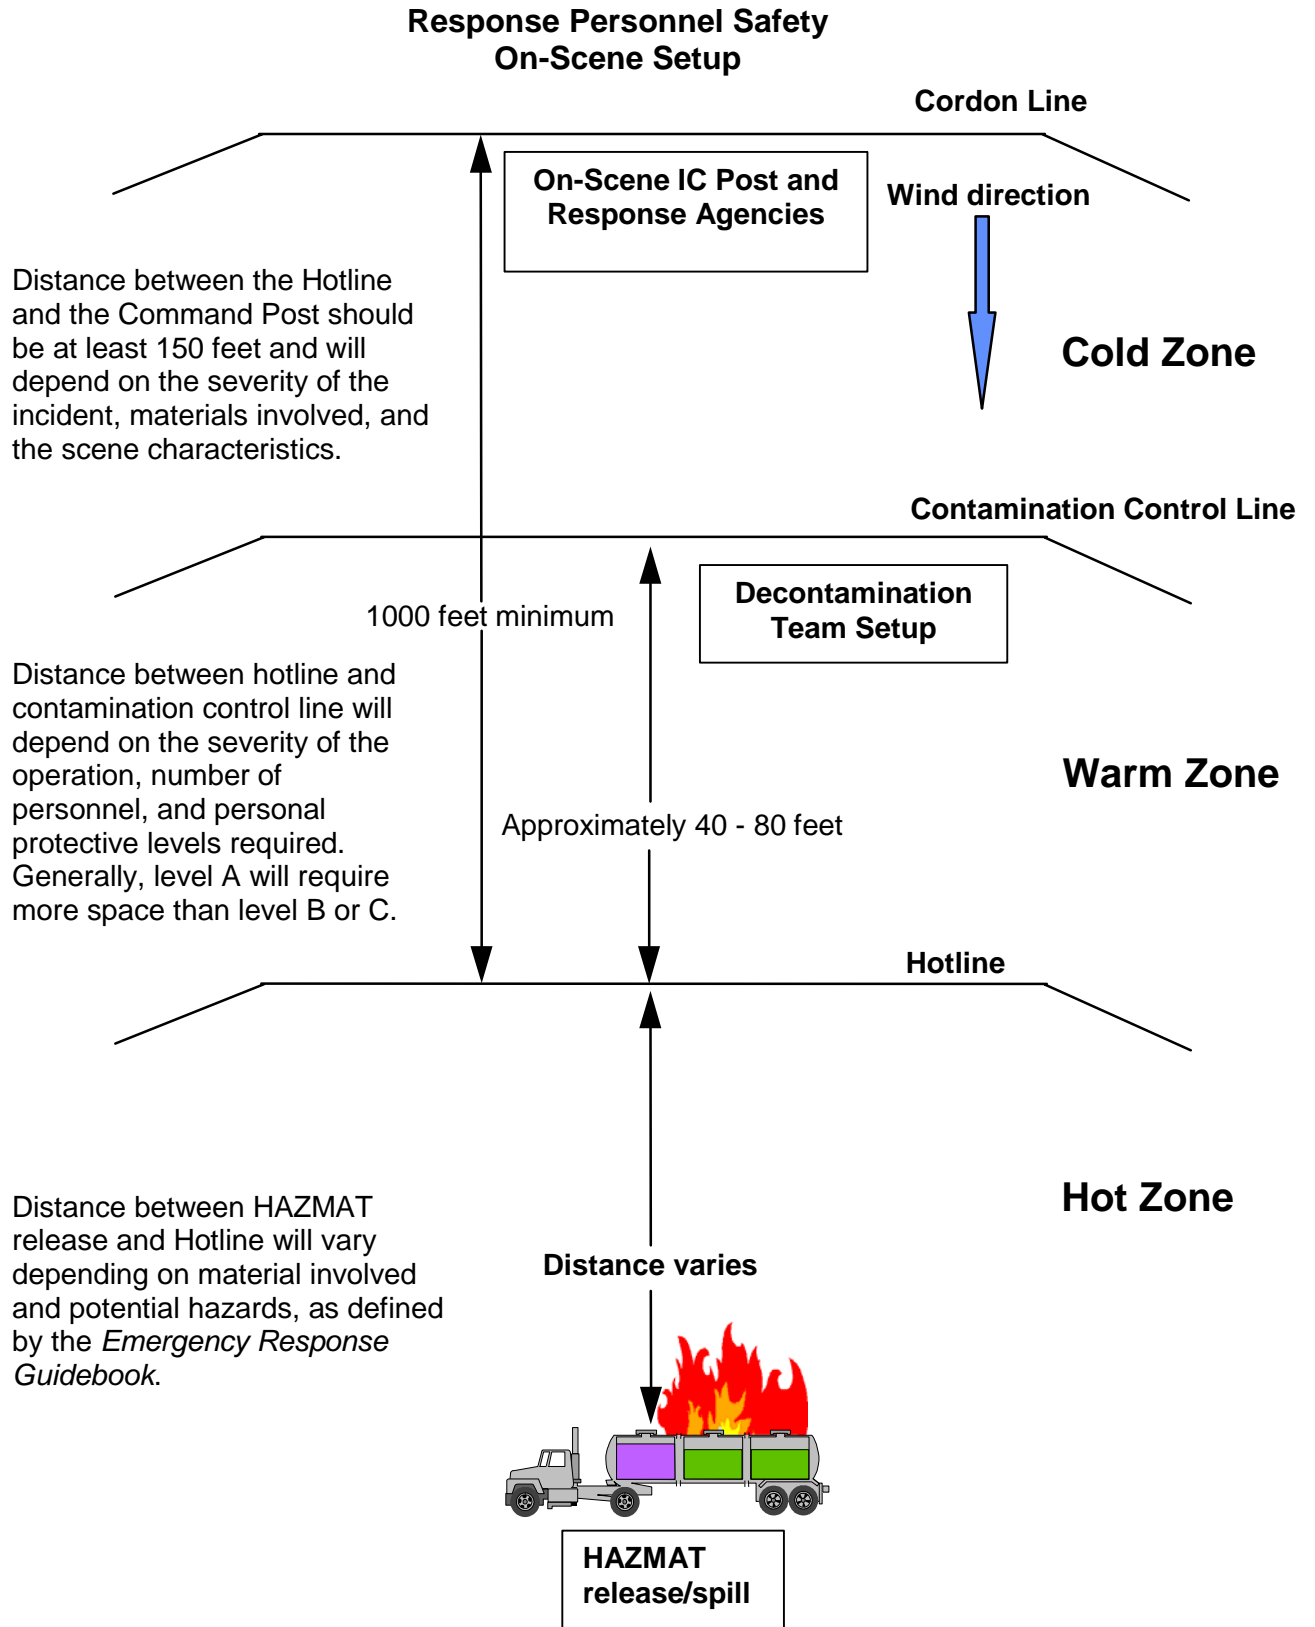 Response Personnel Safety
On-Scene Setup
Cordon Line
On-Scene IC Post and
Response Agencies
Wind direction
Distance between the Hotline
and the Command Post should
be at least 150 feet and will
depend on the severity of the
incident, materials involved, and
the scene characteristics.
Cold Zone
Contamination Control Line
Decontamination
Team Setup
1000 feet minimum
Distance between hotline and
contamination control line will
depend on the severity of the
operation, number of
personnel, and personal
protective levels required.
Generally, level A will require
more space than level B or C.
Warm Zone
Approximately 40 - 80 feet
Hotline
Hot Zone
Distance between HAZMAT
release and Hotline will vary
depending on material involved
and potential hazards, as defined
by the Emergency Response
Guidebook.
Distance varies
HAZMAT
release/spill